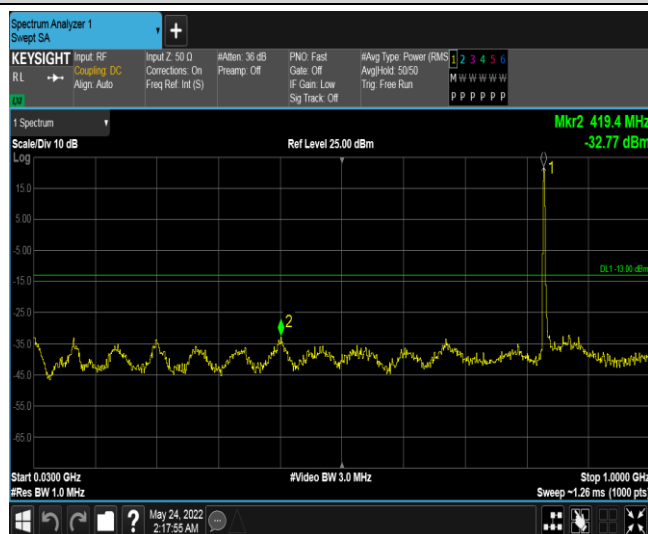 Spectrum Analyzer 1
Swept SA
+
KEYSIGHT
RL
Input: RF
Coupling: DC
Align: Auto
Input Z: 50 Ω
Corrections: On
Freq Ref: Int (S)
#Atten: 36 dB
Preamp: Off
PNO: Fast
Gate: Off
IF Gain: Low
Sig Track: Off
#Avg Type: Power (RMS
Avg|Hold: 50/50
Trig: Free Run
1 2 3 4 5 6
M W W W W W
P P P P P P
1 Spectrum
Mkr2 419.4 MHz
-32.77 dBm
Scale/Div 10 dB
Ref Level 25.00 dBm
Log
1
15.0
5.00
-5.00
DL1 -13.00 dBm
-15.0
-25.0
2
-35.0
-45.0
-55.0
-65.0
Start 0.0300 GHz
#Video BW 3.0 MHz
Stop 1.0000 GHz
#Res BW 1.0 MHz
Sweep ~1.26 ms (1000 pts)
?
May 24, 2022
2:17:55 AM